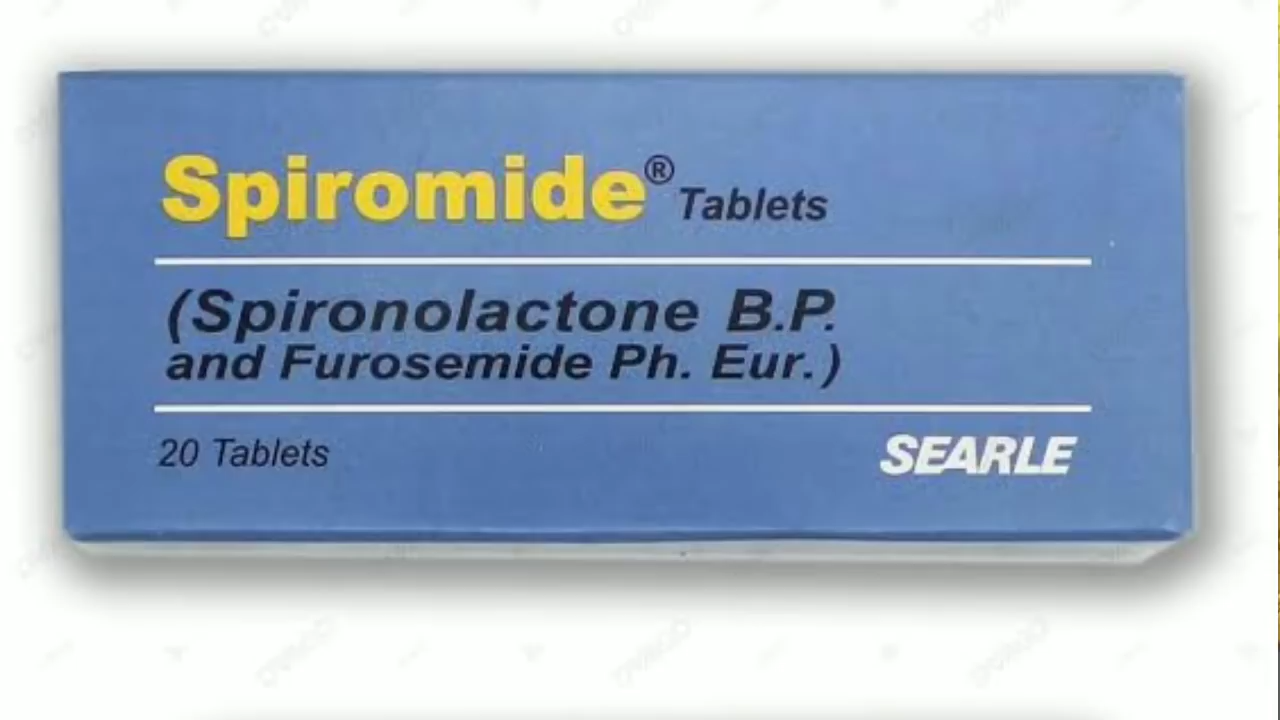 Spiromide® Tablets
(Spironolactone B.P.
and Furosemide Ph. Eur.)
20 Tablets
SEARLE